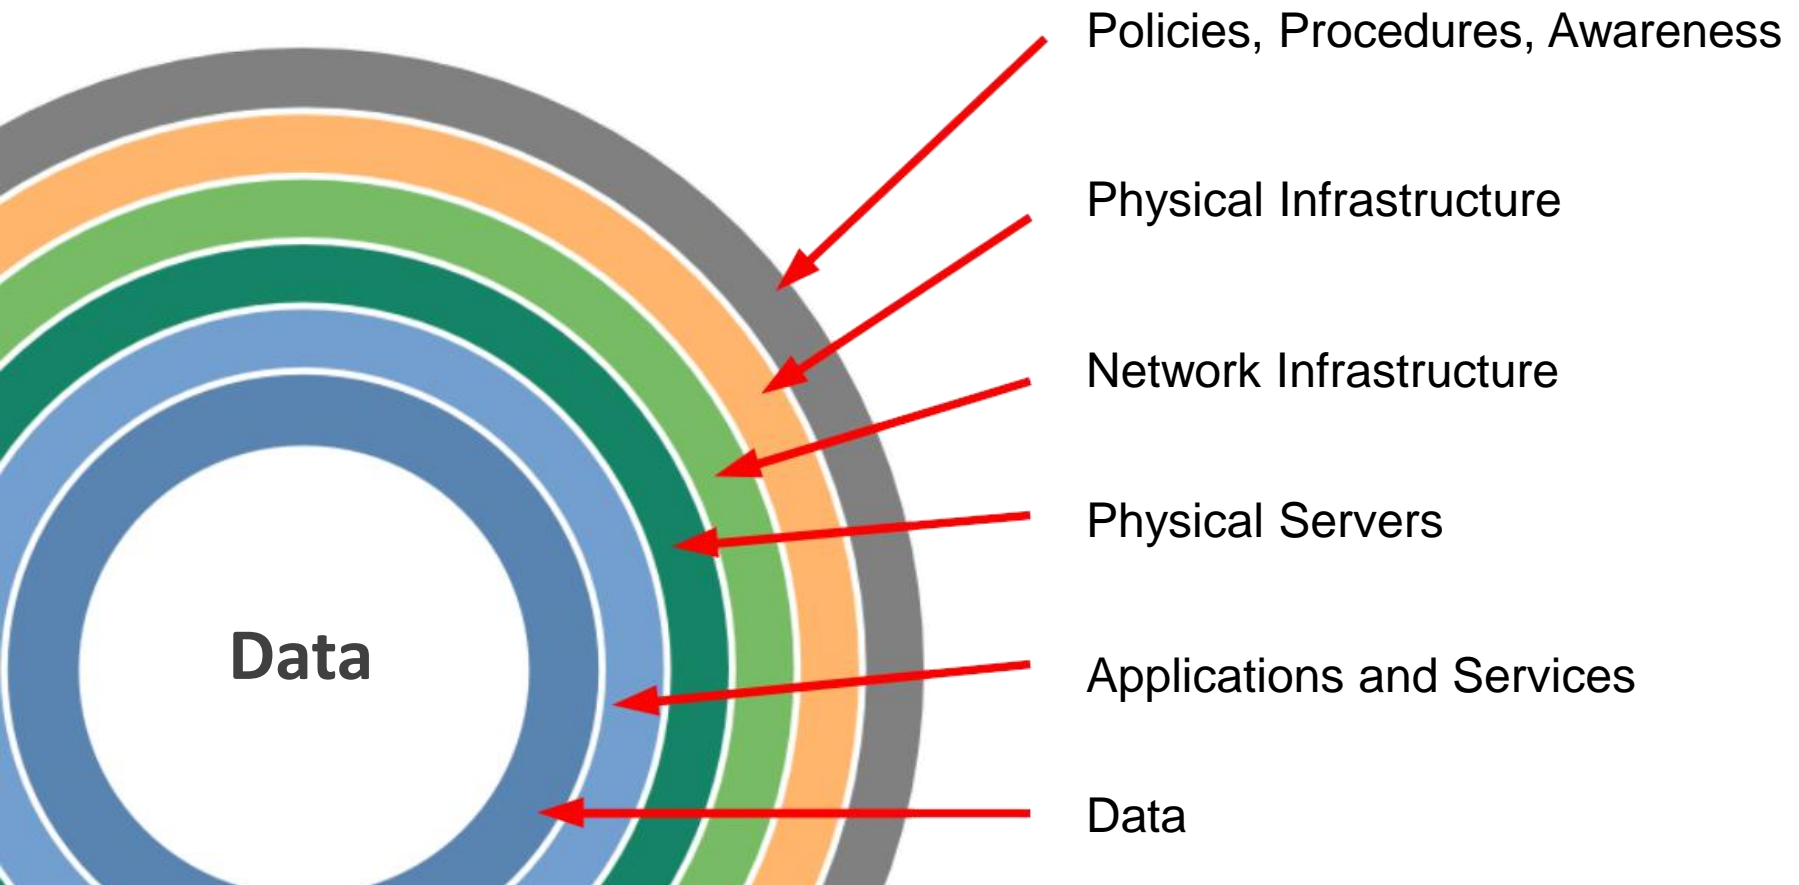 Policies, Procedures, Awareness
Physical Infrastructure
Network Infrastructure
Physical Servers
Data
Applications and Services
Data